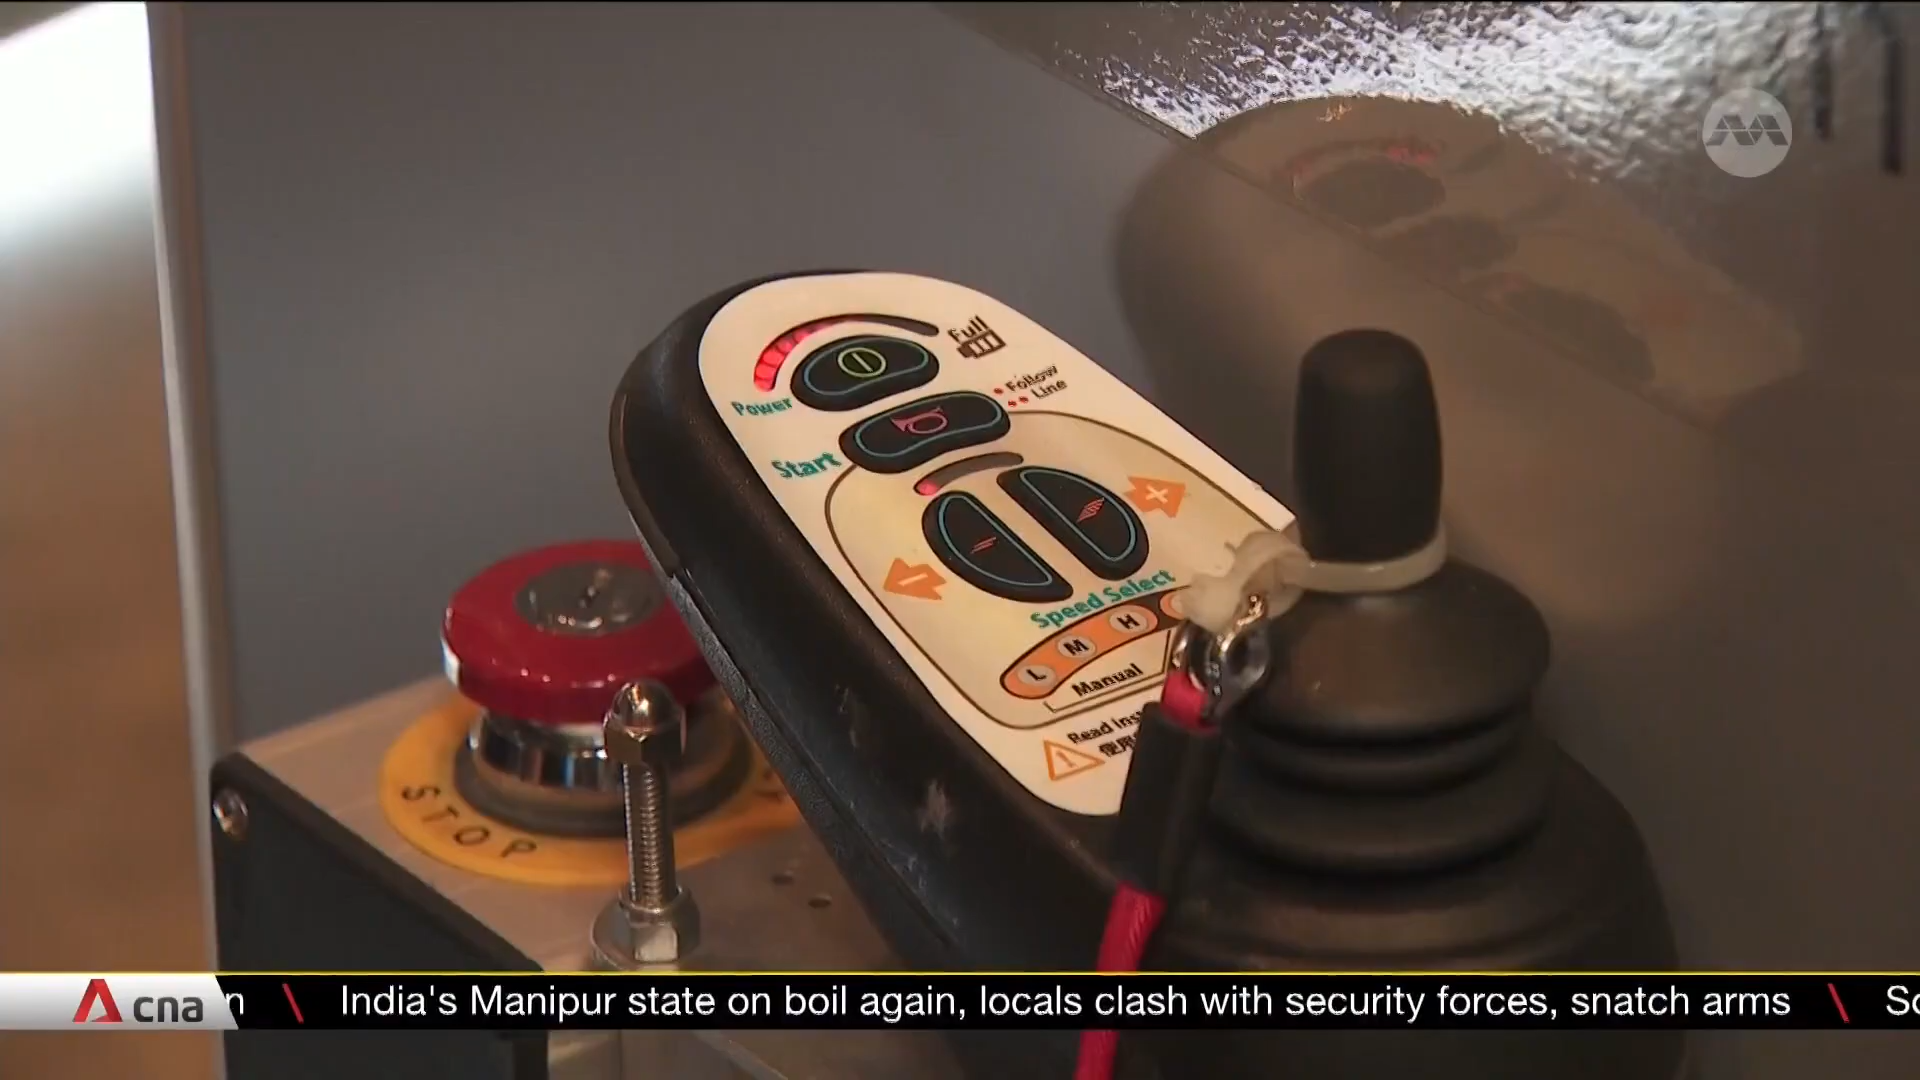 Full
Power
Follow
Line
Start
Speed Select
L M H
Manual
Read
STOP
cna
India's Manipur state on boil again, locals clash with security forces, snatch arms